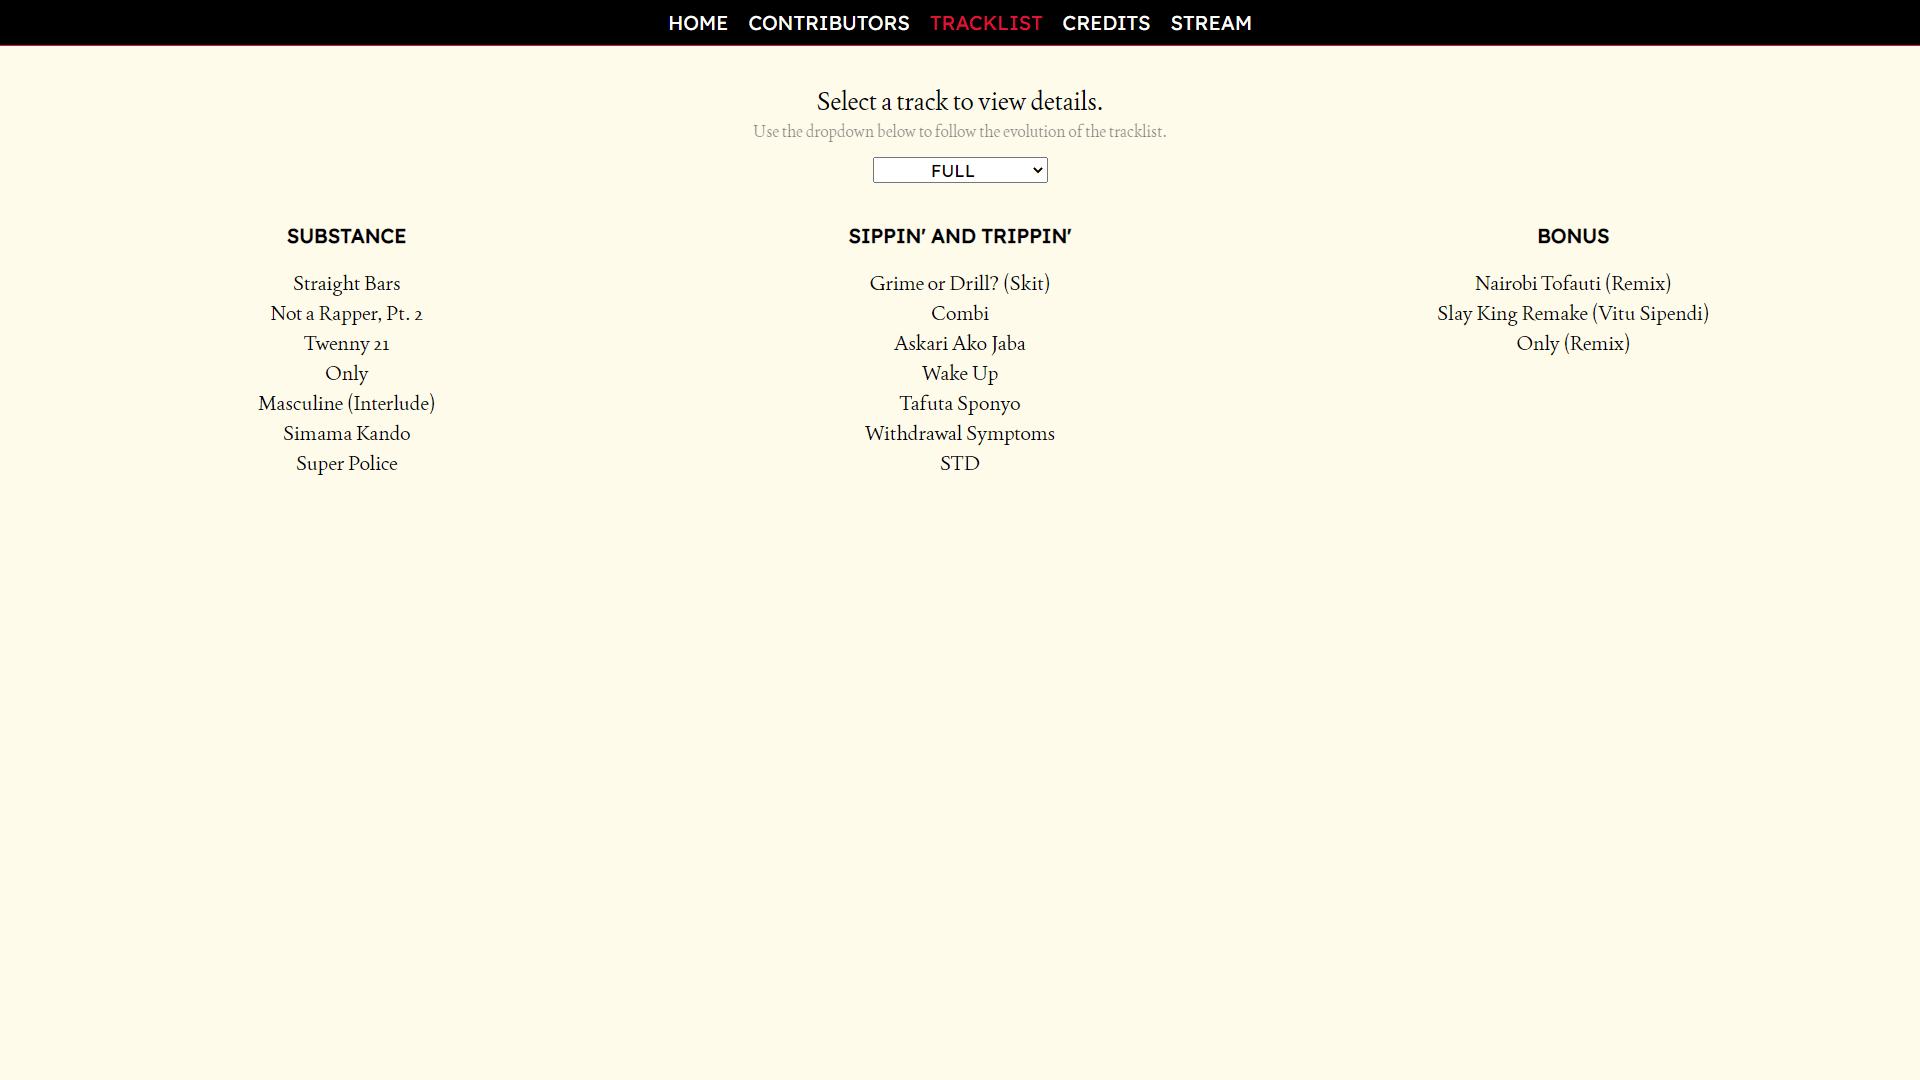 HOME CONTRIBUTORS TRACKLIST CREDITS STREAM
Select a track to view details.
Use the dropdown below to follow the evolution of the tracklist.
FULL
SUBSTANCE
Straight Bars
Not a Rapper, Pt. 2
Twenny 21
Only
Masculine (Interlude)
Simama Kando
Super Police
SIPPIN' AND TRIPPIN'
Grime or Drill? (Skit)
Combi
Askari Ako Jaba
Wake Up
Tafuta Sponyo
Withdrawal Symptoms
STD
BONUS
Nairobi Tofauti (Remix)
Slay King Remake (Vitu Sipendi)
Only (Remix)